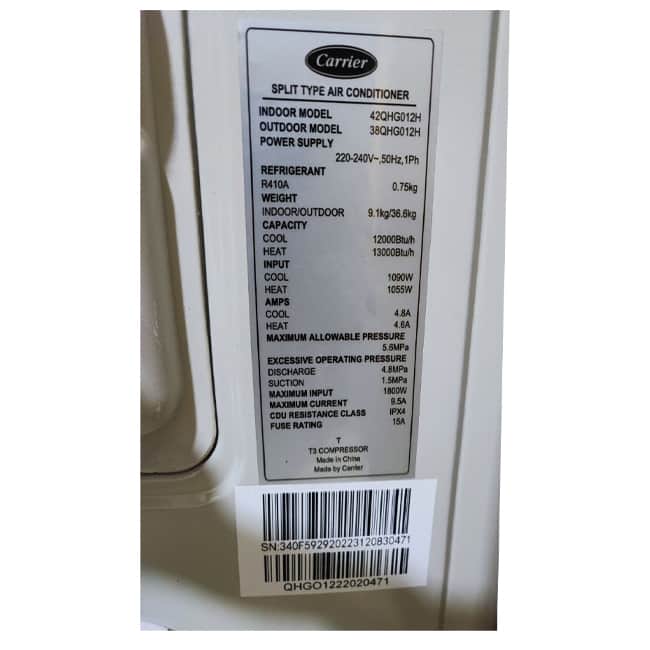 Carrier
SPLIT TYPE AIR CONDITIONER
INDOOR MODEL 42QHG012H
OUTDOOR MODEL 38QHG012H
POWER SUPPLY
220-240V~,50Hz,1Ph
REFRIGERANT
R410A 0.75kg
WEIGHT
INDOOR/OUTDOOR 9.1kg/36.6kg
CAPACITY
COOL 12000Btu/h
HEAT 13000Btu/h
INPUT
COOL 1090W
HEAT 1055W
AMPS
COOL 4.8A
HEAT 4.6A
MAXIMUM ALLOWABLE PRESSURE
5.6MPa
EXCESSIVE OPERATING PRESSURE
DISCHARGE 4.8MPa
SUCTION 1.5MPa
MAXIMUM INPUT 1800W
MAXIMUM CURRENT 9.5A
CDU RESISTANCE CLASS IPX4
FUSE RATING 15A
T
T3 COMPRESSOR
Made in China
Made by Carrier
SN:340F592920223120830471
QHGO1222020471